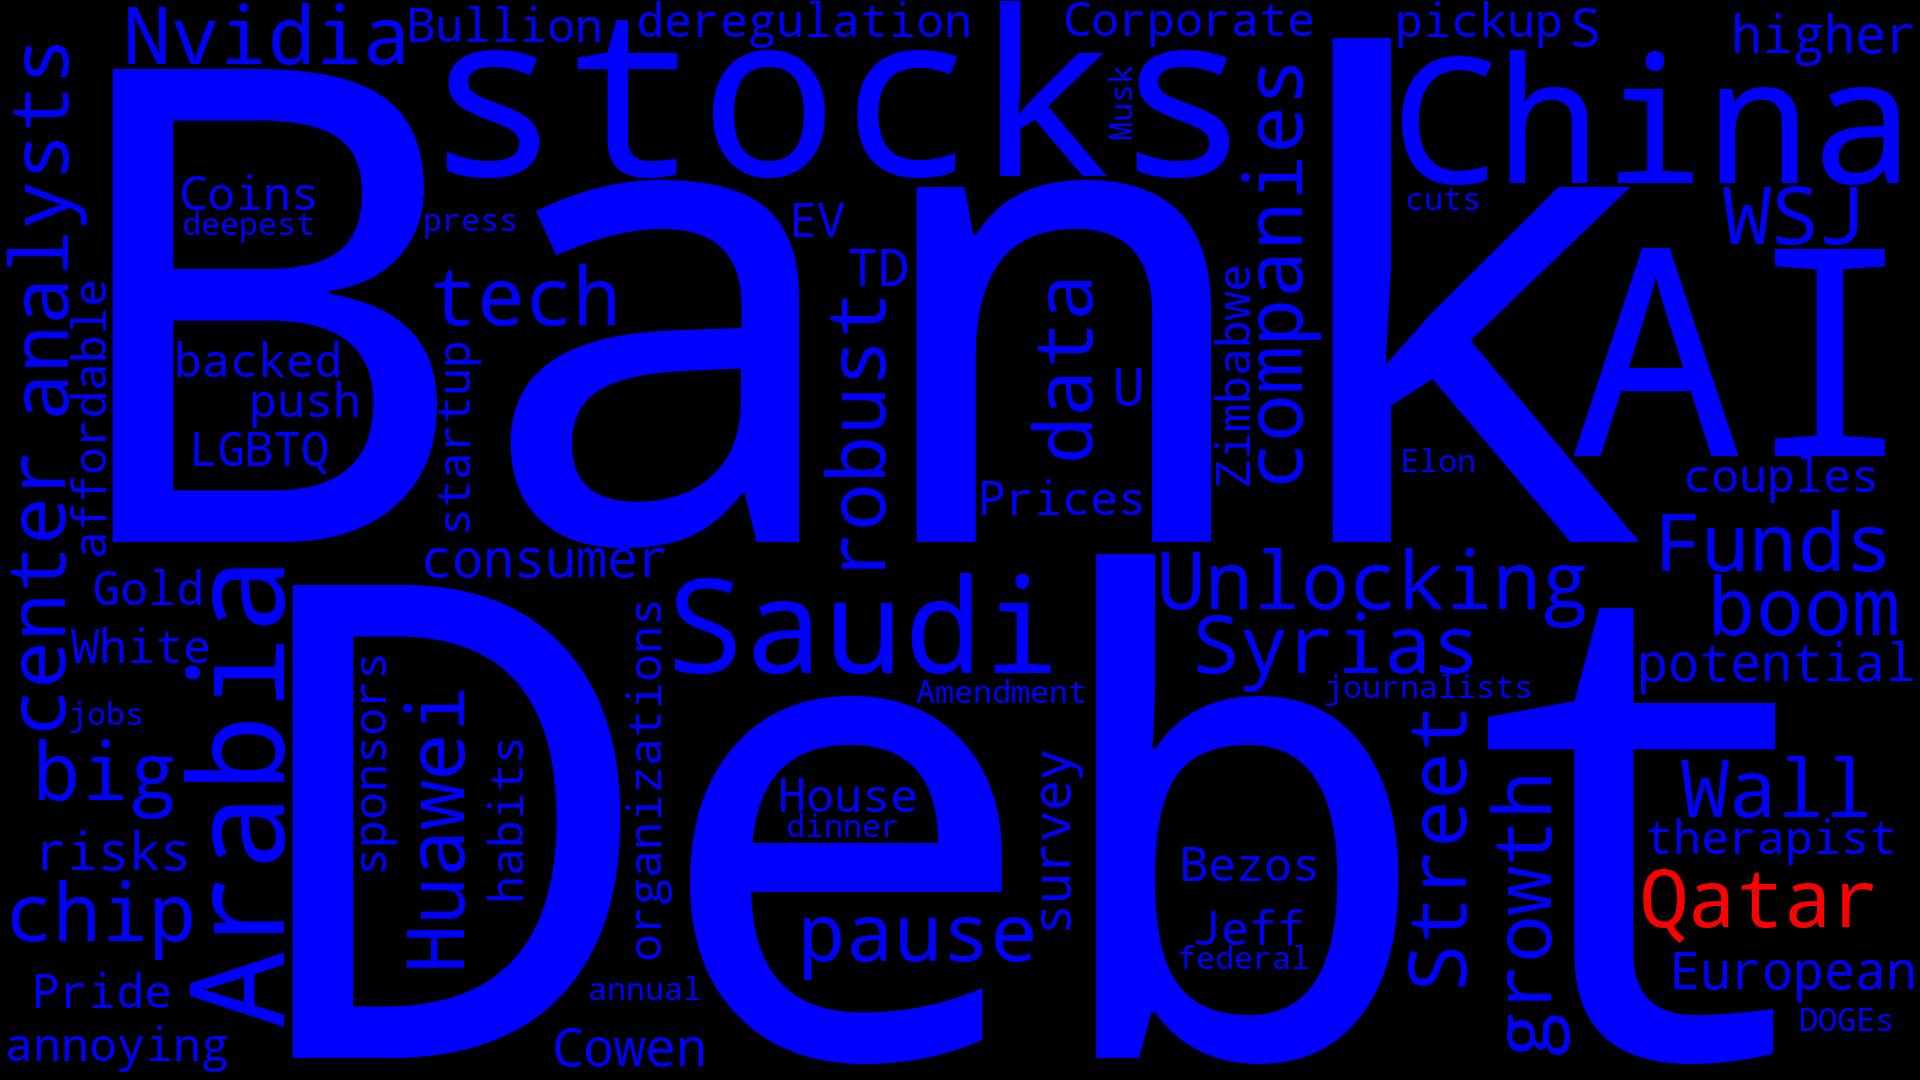 Nvidia
Bullion
deregulation
Corporate
pickup
S
higher
stocks
Musk
China
analysts
Bank
companies
Coins
deepest
press
EV
cuts
WSJ
TD
tech
AI
data
robust
Zimbabwe
affordable
backed
push
LGBTQ
startup
U
Elon
couples
Prices
center
consumer
Funds
Gold
Saudi
Unlocking
boom
White
Arabia
Syrias
potential
Debt
sponsors
Huawei
habits
organizations
Amendment
journalists
jobs
big
House
dinner
survey
Street
growth
Wall
therapist
risks
Bezos
chip
pause
Jeff
federal
Qatar
Pride
annual
European
annoying
Cowen
DOGEs